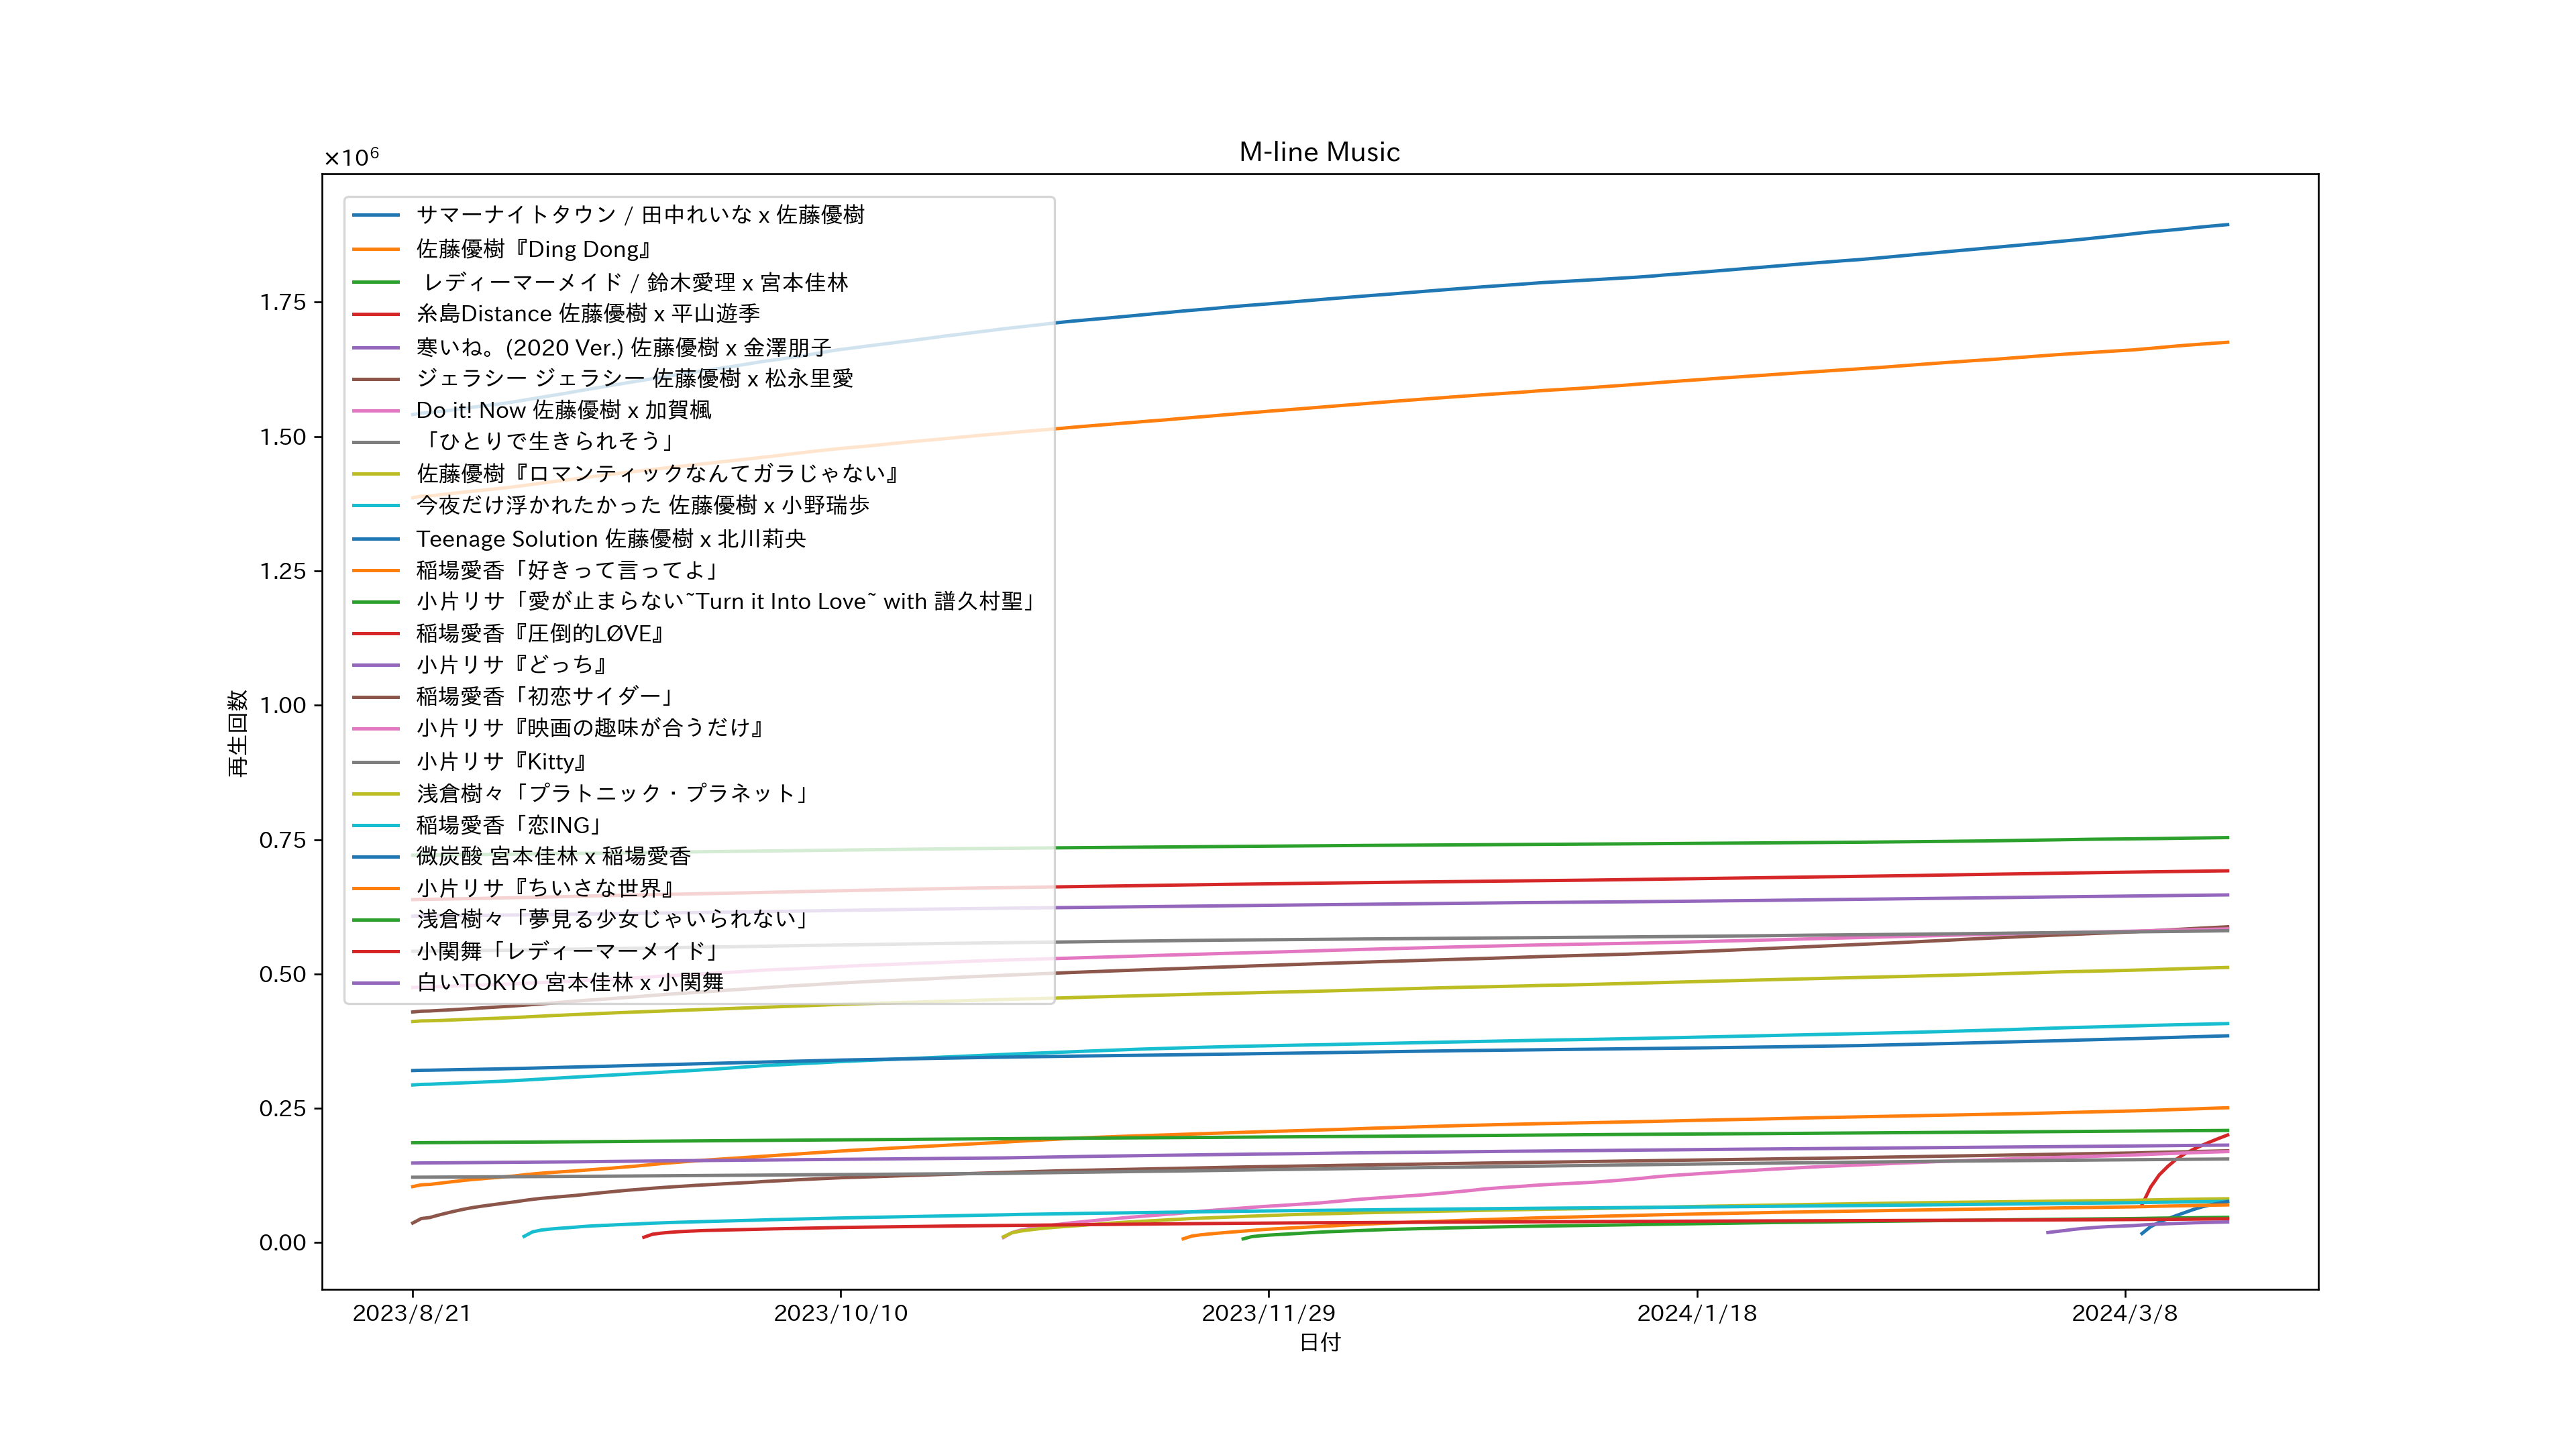 M-line Music
×10⁶
サマーナイトタウン / 田中れいな x 佐藤優樹
佐藤優樹『Ding Dong』
レディーマーメイド / 鈴木愛理 x 宮本佳林
糸島Distance 佐藤優樹 x 平山遊季
寒いね。(2020 Ver.) 佐藤優樹 x 金澤朋子
ジェラシー ジェラシー 佐藤優樹 x 松永里愛
Do it! Now 佐藤優樹 x 加賀楓
「ひとりで生きられそう」
佐藤優樹『ロマンティックなんてガラじゃない』
今夜だけ浮かれたかった 佐藤優樹 x 小野瑞歩
Teenage Solution 佐藤優樹 x 北川莉央
稲場愛香「好きって言ってよ」
小片リサ「愛が止まらない~Turn it Into Love~ with 譜久村聖」
稲場愛香『圧倒的LØVE』
小片リサ『どっち』
稲場愛香「初恋サイダー」
小片リサ『映画の趣味が合うだけ』
小片リサ『Kitty』
浅倉樹々「プラトニック・プラネット」
稲場愛香「恋ING」
微炭酸 宮本佳林 x 稲場愛香
小片リサ『ちいさな世界』
浅倉樹々「夢見る少女じゃいられない」
小関舞「レディーマーメイド」
白いTOKYO 宮本佳林 x 小関舞
1.75
1.50
1.25
1.00
0.75
0.50
0.25
0.00
再生回数
2023/8/21
2023/10/10
2023/11/29
2024/1/18
2024/3/8
日付